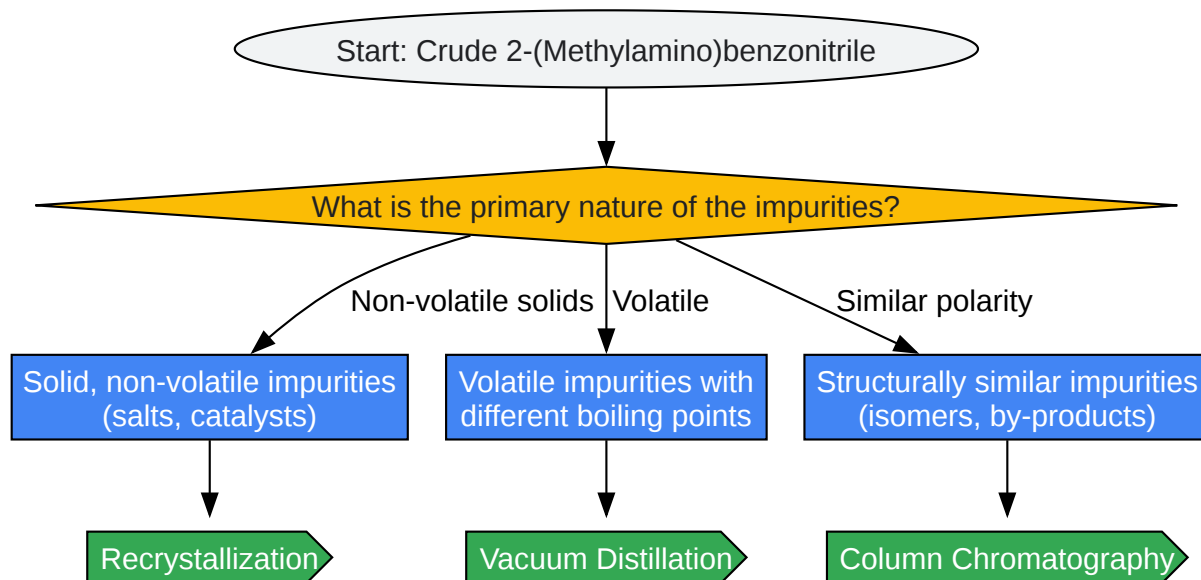 Start: Crude 2-(Methylamino)benzonitrile
What is the primary nature of the impurities?
Non-volatile solids
Volatile
Similar polarity
Solid, non-volatile impurities
(salts, catalysts)
Volatile impurities with
different boiling points
Structurally similar impurities
(isomers, by-products)
Recrystallization
Vacuum Distillation
Column Chromatography